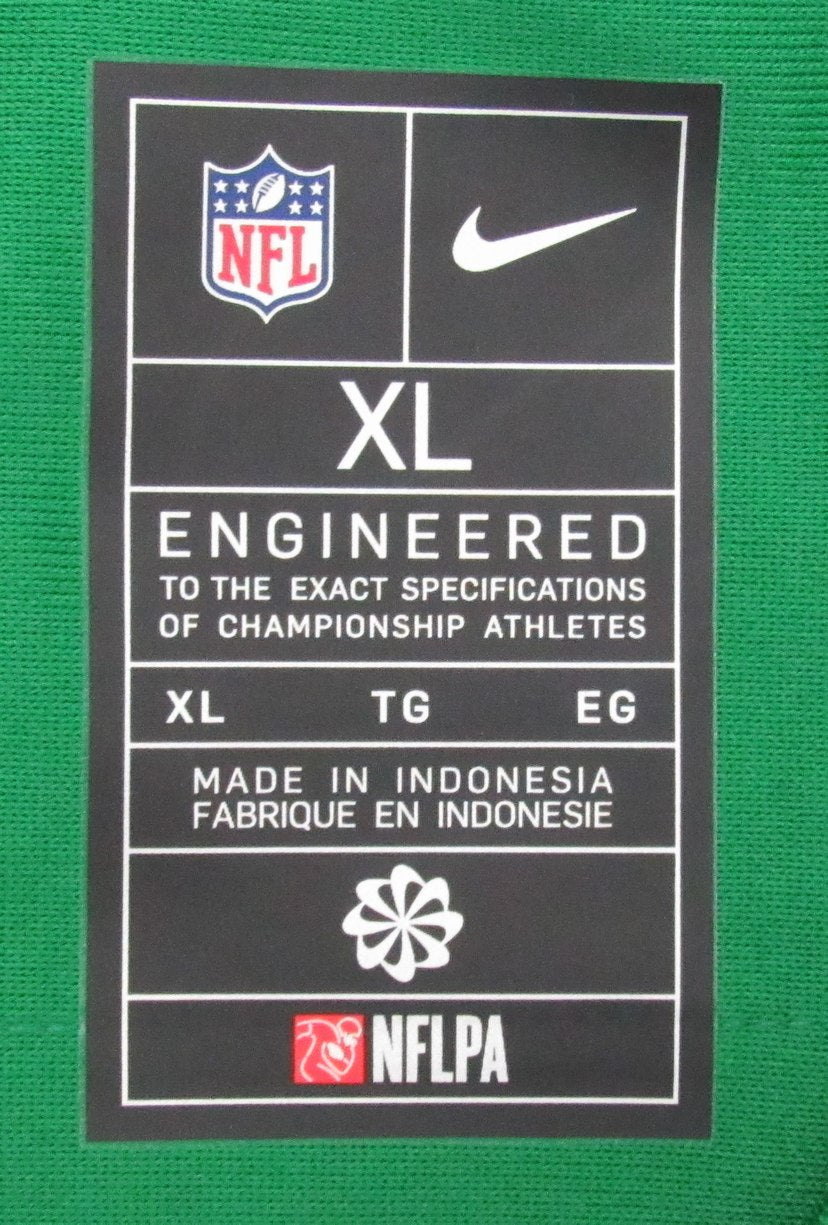 NFL
XL
ENGINEERED
TO THE EXACT SPECIFICATIONS
OF CHAMPIONSHIP ATHLETES
XL TG EG
MADE IN INDONESIA
FABRIQUE EN INDONESIE
NFLPA